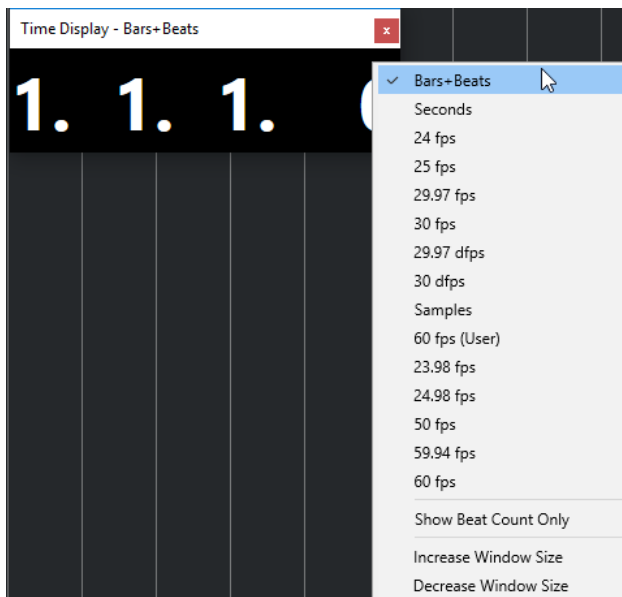 Time Display - Bars+Beats
x
1. 1. 1.
Bars+Beats
Seconds
24 fps
25 fps
29.97 fps
30 fps
29.97 dfps
30 dfps
Samples
60 fps (User)
23.98 fps
24.98 fps
50 fps
59.94 fps
60 fps
Show Beat Count Only
Increase Window Size
Decrease Window Size